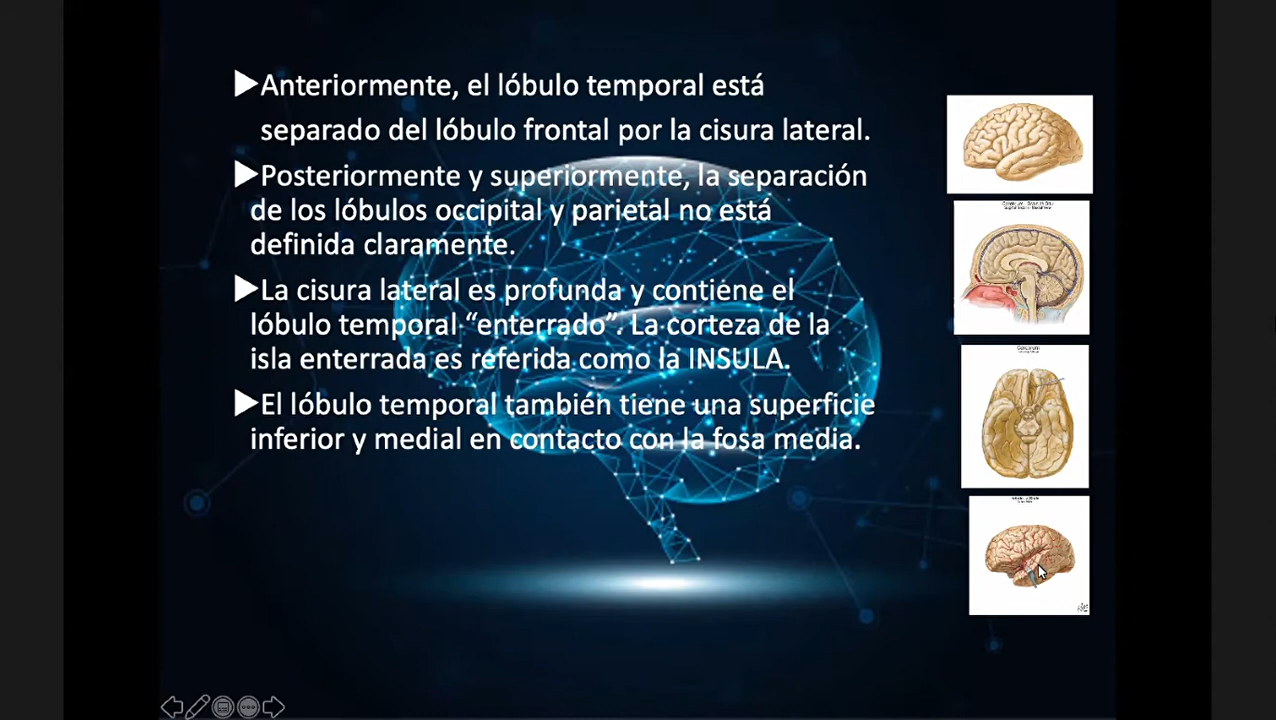 ▶Anteriormente, el lóbulo temporal está
separado del lóbulo frontal por la cisura lateral.
▶Posteriormente y superiormente, la separación
de los lóbulos occipital y parietal no está
definida claramente.
▶La cisura lateral es profunda y contiene el
lóbulo temporal “enterrado”. La corteza de la
isla enterrada es referida como la INSULA.
▶El lóbulo temporal también tiene una superficie
inferior y medial en contacto con la fosa media.